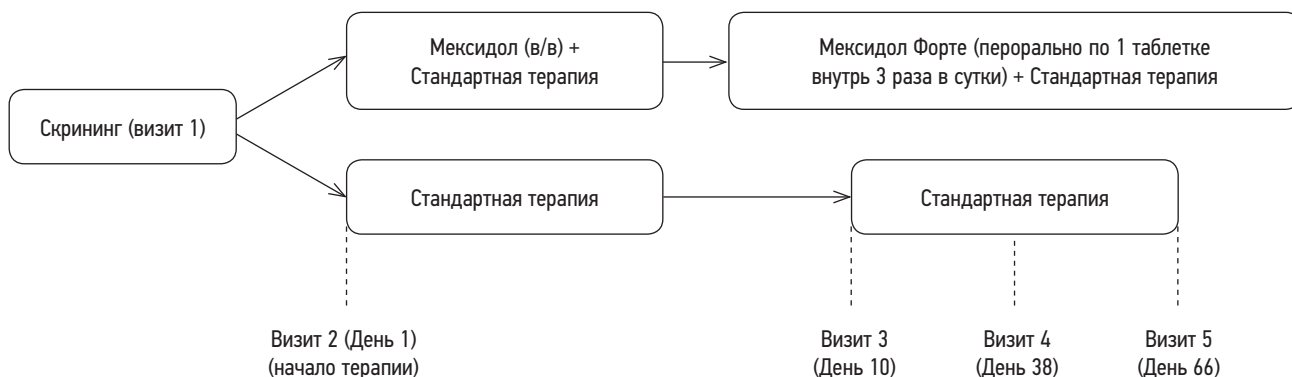 Мексидол (в/в) +
Стандартная терапия
Мексидол Форте (перорально по 1 таблетке
внутрь 3 раза в сутки) + Стандартная терапия
Скрининг (визит 1)
Стандартная терапия
Стандартная терапия
Визит 2 (День 1)
(начало терапии)
Визит 3
(День 10)
Визит 4
(День 38)
Визит 5
(День 66)